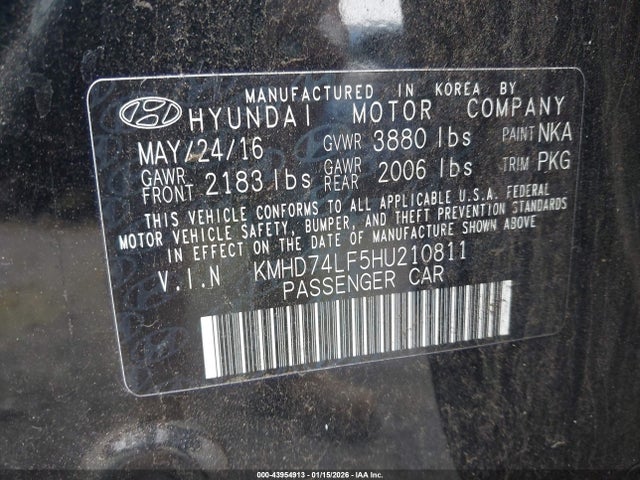 MANUFACTURED IN KOREA BY
HYUNDAI MOTOR COMPANY
MAY/24/16 GVWR 3880 lbs PAINT NKA
GAWR FRONT 2183 lbs GAWR REAR 2006 lbs TRIM PKG
THIS VEHICLE CONFORMS TO ALL APPLICABLE U.S.A. FEDERAL
MOTOR VEHICLE SAFETY, BUMPER, AND THEFT PREVENTION STANDARDS
IN EFFECT ON THE DATE OF MANUFACTURE SHOWN ABOVE
V.I.N KMHD74LF5HU210811
PASSENGER CAR
000-43954913 - 01/15/2026 - IAA Inc.